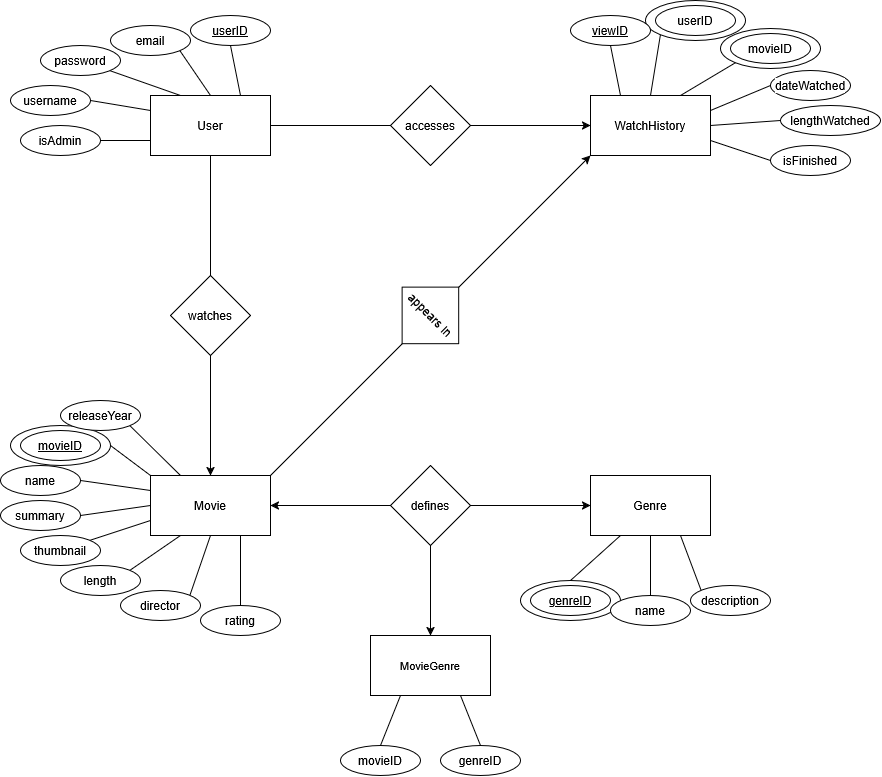 userID
email
password
username
isAdmin
User
accesses
viewID
userID
movieID
dateWatched
lengthWatched
isFinished
WatchHistory
appears in
watches
releaseYear
movieID
name
summary
thumbnail
length
director
rating
Movie
defines
Genre
genreID
name
description
MovieGenre
movieID
genreID